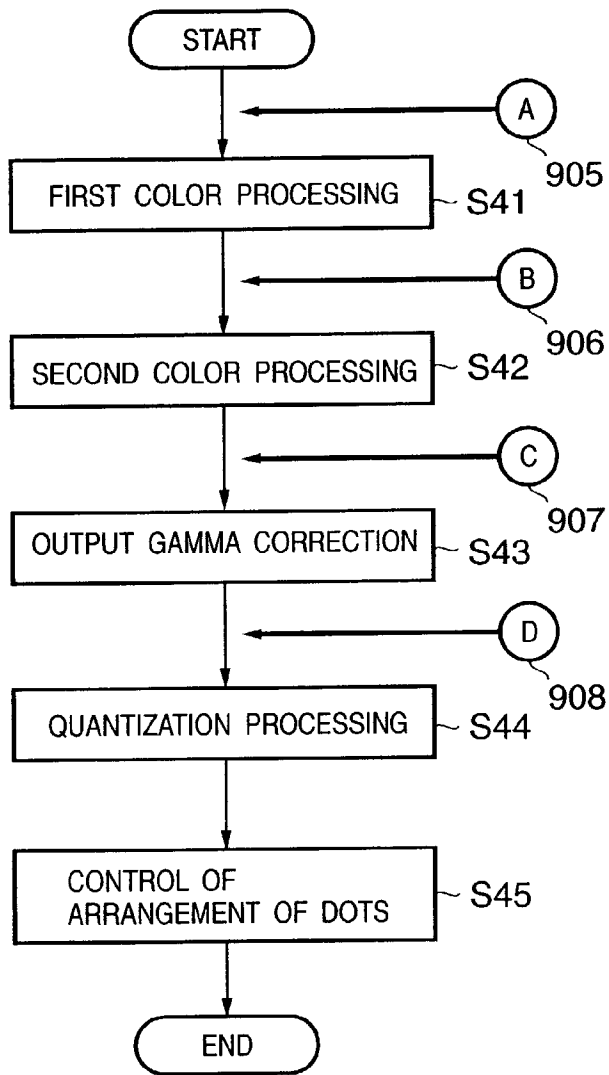 START
A
905
FIRST COLOR PROCESSING
S41
B
906
SECOND COLOR PROCESSING
S42
C
907
OUTPUT GAMMA CORRECTION
S43
D
908
QUANTIZATION PROCESSING
S44
CONTROL OF
ARRANGEMENT OF DOTS
S45
END